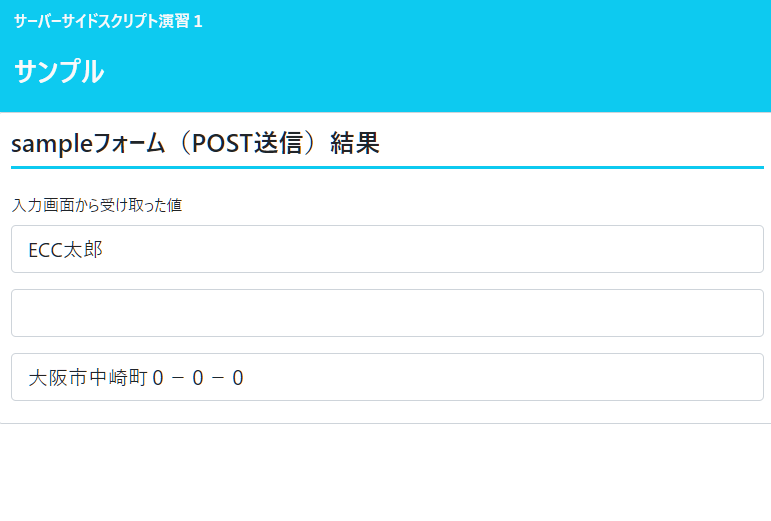 サーバーサイドスクリプト演習１
サンプル
sampleフォーム（POST送信）結果
入力画面から受け取った値
ECC太郎
大阪市中崎町０－０－０